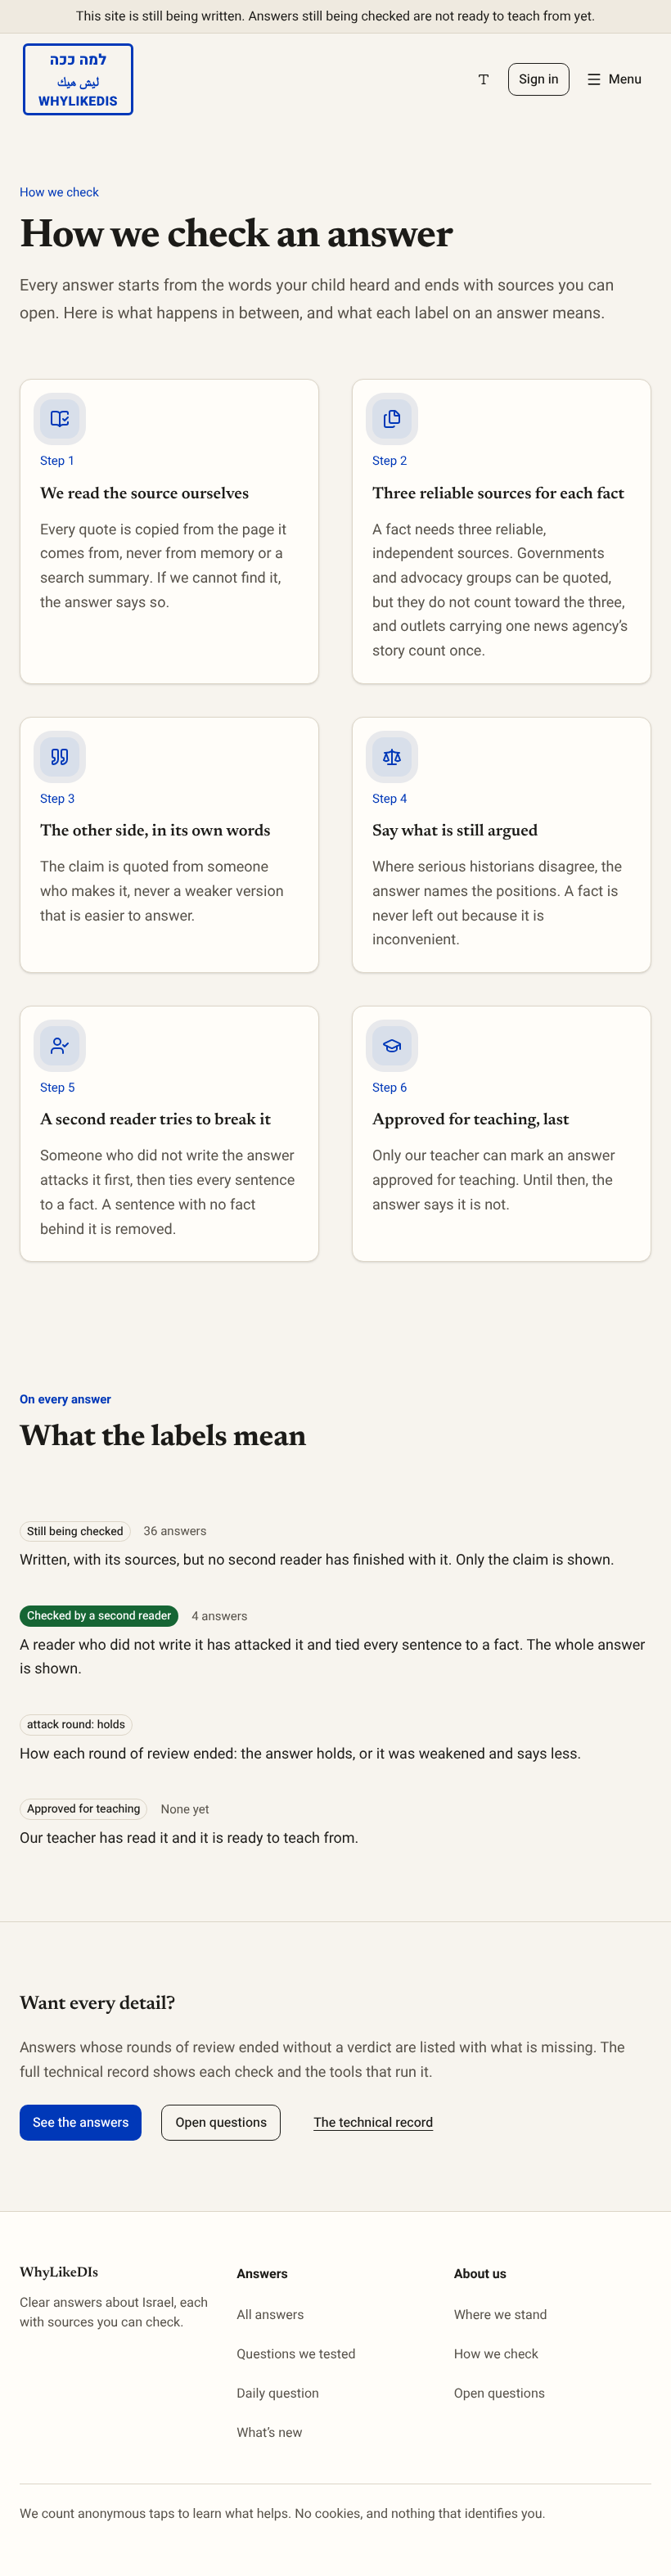 This site is still being written. Answers still being checked are not ready to teach from yet.
למה ככה
ليش هيك
WHYLIKEDIS
T
Sign in
Menu
How we check
How we check an answer
Every answer starts from the words your child heard and ends with sources you can
open. Here is what happens in between, and what each label on an answer means.
Step 1
We read the source ourselves
Every quote is copied from the page it
comes from, never from memory or a
search summary. If we cannot find it,
the answer says so.
Step 2
Three reliable sources for each fact
A fact needs three reliable,
independent sources. Governments
and advocacy groups can be quoted,
but they do not count toward the three,
and outlets carrying one news agency’s
story count once.
Step 3
The other side, in its own words
The claim is quoted from someone
who makes it, never a weaker version
that is easier to answer.
Step 4
Say what is still argued
Where serious historians disagree, the
answer names the positions. A fact is
never left out because it is
inconvenient.
Step 5
A second reader tries to break it
Someone who did not write the answer
attacks it first, then ties every sentence
to a fact. A sentence with no fact
behind it is removed.
Step 6
Approved for teaching, last
Only our teacher can mark an answer
approved for teaching. Until then, the
answer says it is not.
On every answer
What the labels mean
Still being checked 36 answers
Written, with its sources, but no second reader has finished with it. Only the claim is shown.
Checked by a second reader 4 answers
A reader who did not write it has attacked it and tied every sentence to a fact. The whole answer
is shown.
attack round: holds
How each round of review ended: the answer holds, or it was weakened and says less.
Approved for teaching None yet
Our teacher has read it and it is ready to teach from.
Want every detail?
Answers whose rounds of review ended without a verdict are listed with what is missing. The
full technical record shows each check and the tools that run it.
See the answers
Open questions
The technical record
WhyLikeDIs
Clear answers about Israel, each
with sources you can check.
Answers
All answers
Questions we tested
Daily question
What’s new
About us
Where we stand
How we check
Open questions
We count anonymous taps to learn what helps. No cookies, and nothing that identifies you.